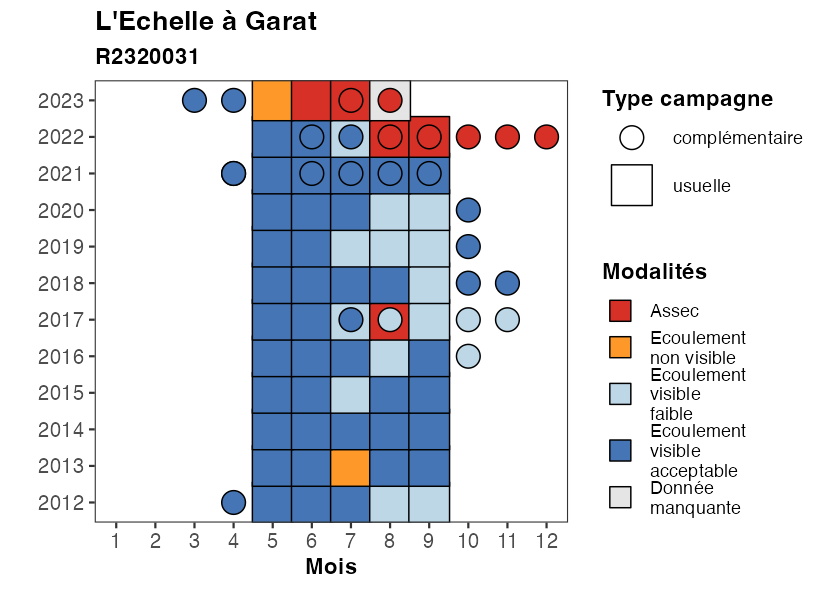 L'Echelle à Garat
R2320031
2023
2022
2021
2020
2019
2018
2017
2016
2015
2014
2013
2012
1 2 3 4 5 6 7 8 9 10 11 12
Mois
Type campagne
complémentaire
usuelle
Modalités
Assec
Ecoulement
non visible
Ecoulement
visible
faible
Ecoulement
visible
acceptable
Donnée
manquante